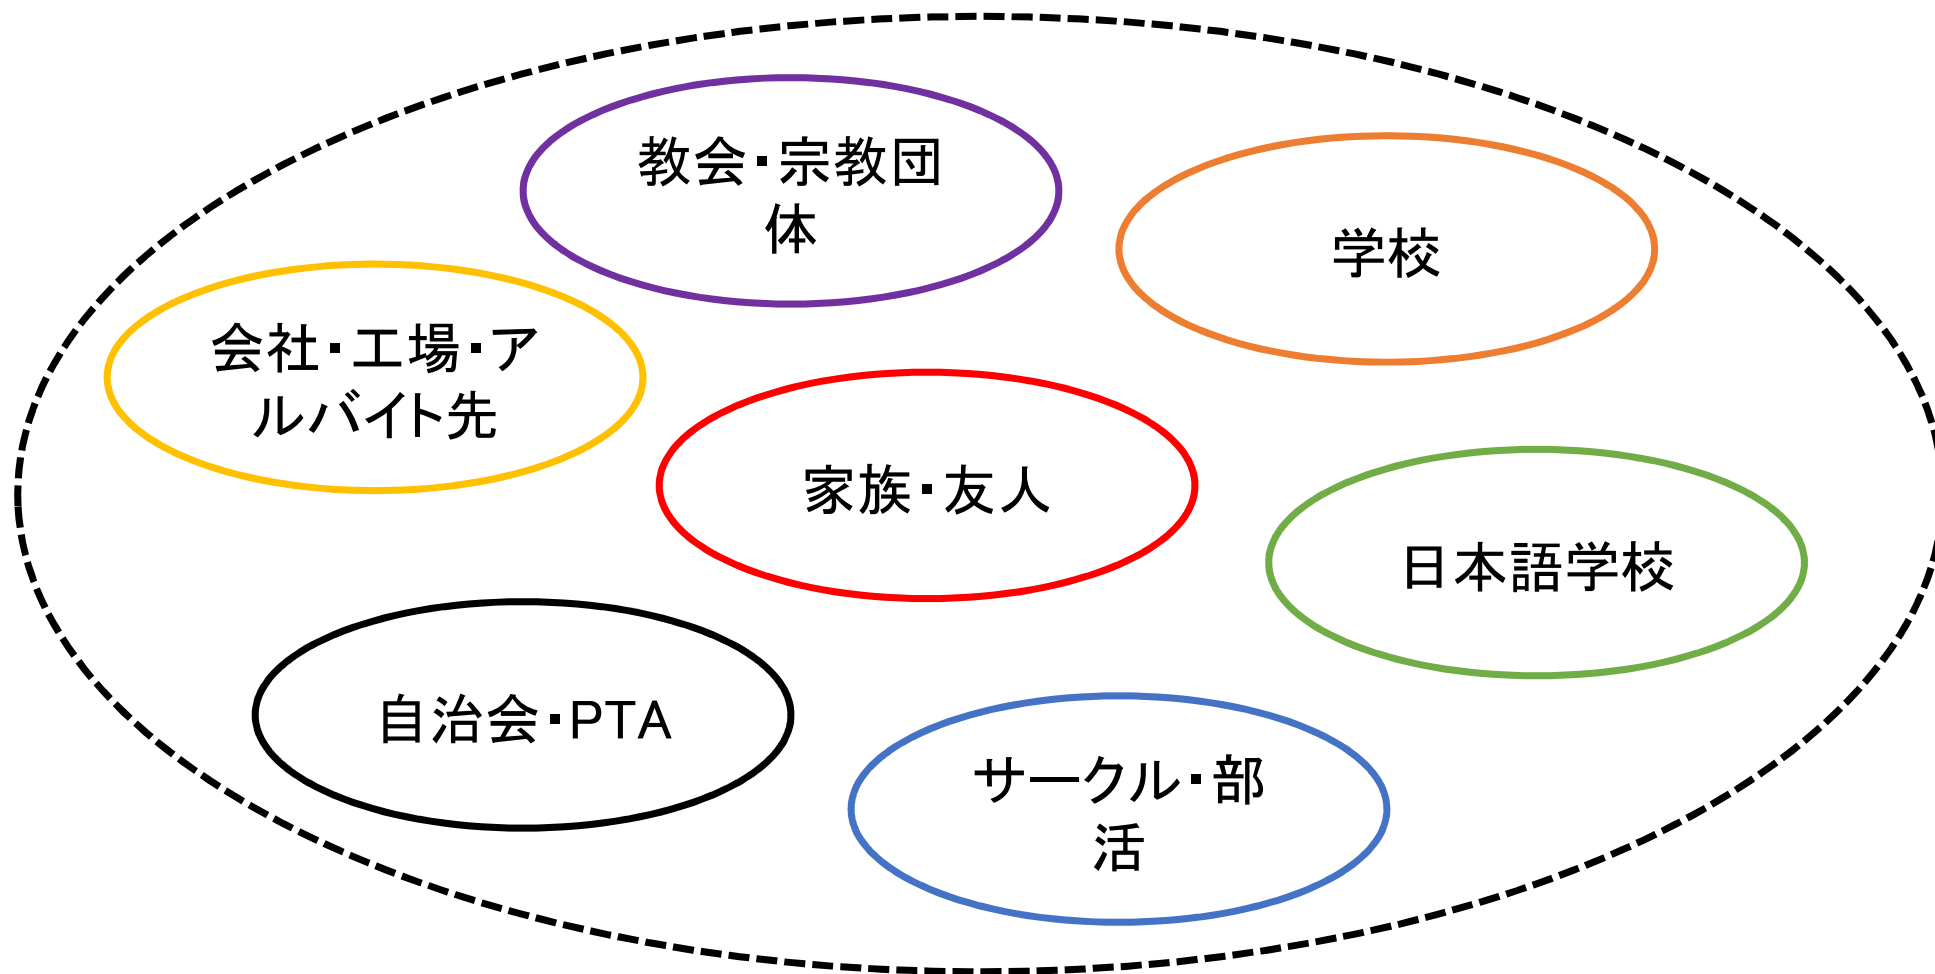 教会・宗教団
体
学校
会社・工場・ア
ルバイト先
家族・友人
日本語学校
自治会・PTA
サークル・部
活